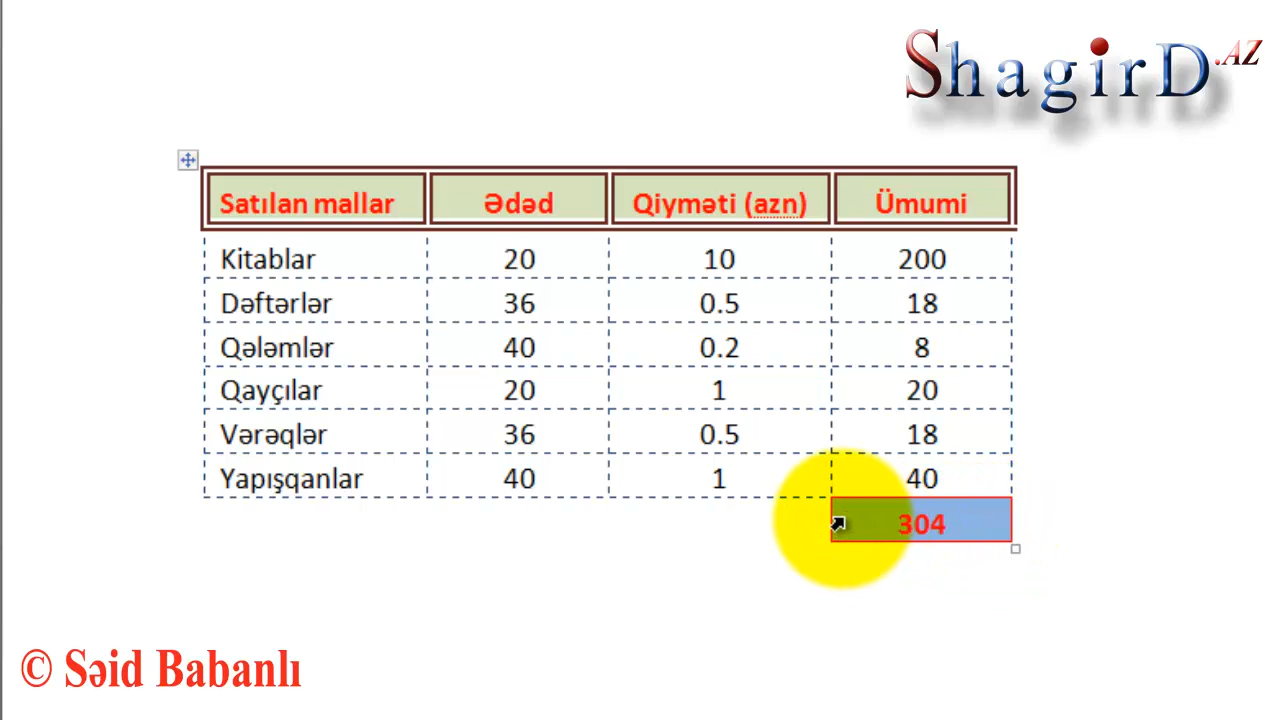 ShagirD.AZ
Satılan mallar Ədəd Qiyməti (azn) Ümumi
Kitablar 20 10 200
Dəftərlər 36 0.5 18
Qələmlər 40 0.2 8
Qayçılar 20 1 20
Vərəqlər 36 0.5 18
Yapışqanlar 40 1 40
304
© Səid Babanlı